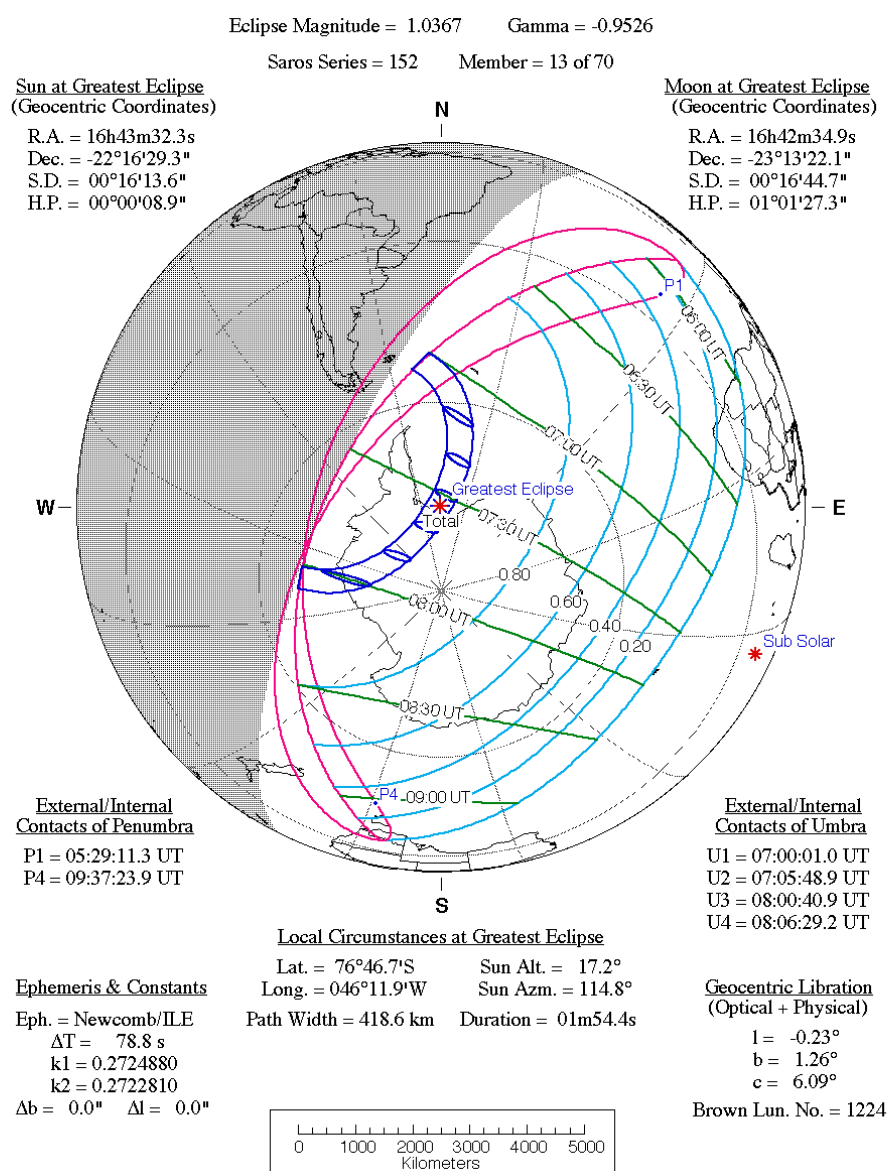 Eclipse Magnitude = 1.0367 Gamma = -0.9526
Saros Series = 152 Member = 13 of 70
Sun at Greatest Eclipse
(Geocentric Coordinates)
R.A. = 16h43m32.3s
Dec. = -22°16'29.3"
S.D. = 00°16'13.6"
H.P. = 00°00'08.9"
Moon at Greatest Eclipse
(Geocentric Coordinates)
R.A. = 16h42m34.9s
Dec. = -23°13'22.1"
S.D. = 00°16'44.7"
H.P. = 01°01'27.3"
N
P1
06:00 UT
06:30 UT
07:00 UT
W
E
Greatest Eclipse
Total
07:30 UT
0.80
0.60
0.40
0.20
08:00 UT
Sub Solar
08:30 UT
P4
09:00 UT
S
External/Internal
Contacts of Penumbra
P1 = 05:29:11.3 UT
P4 = 09:37:23.9 UT
External/Internal
Contacts of Umbra
U1 = 07:00:01.0 UT
U2 = 07:05:48.9 UT
U3 = 08:00:40.9 UT
U4 = 08:06:29.2 UT
Local Circumstances at Greatest Eclipse
Lat. = 76°46.7'S Sun Alt. = 17.2°
Long. = 046°11.9'W Sun Azm. = 114.8°
Path Width = 418.6 km Duration = 01m54.4s
Ephemeris & Constants
Eph. = Newcomb/ILE
ΔT = 78.8 s
k1 = 0.2724880
k2 = 0.2722810
Δb = 0.0" Δl = 0.0"
Geocentric Libration
(Optical + Physical)
l = -0.23°
b = 1.26°
c = 6.09°
Brown Lun. No. = 1224
0 1000 2000 3000 4000 5000
Kilometers